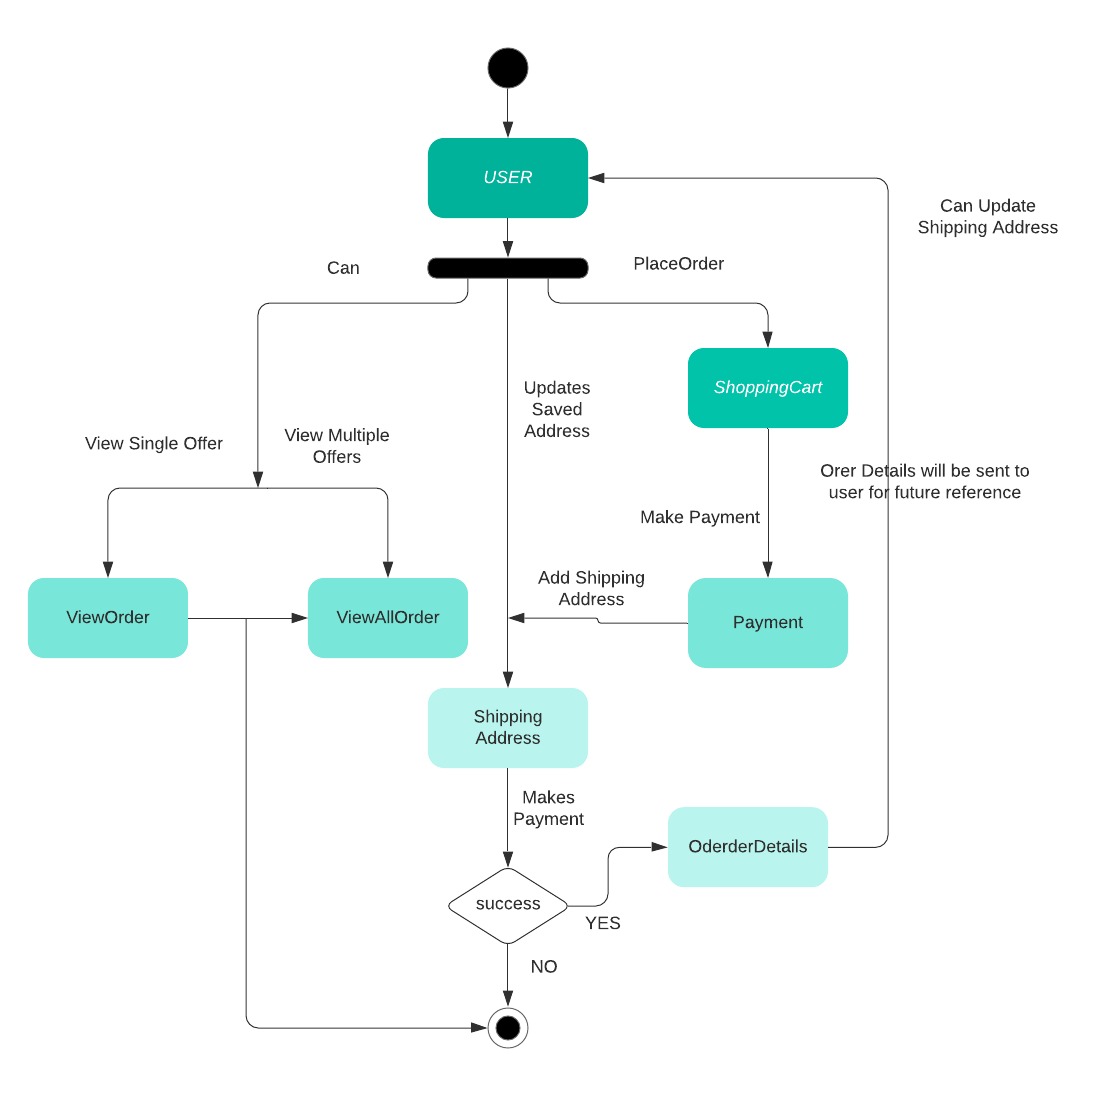 USER
Can Update
Shipping Address
Can
PlaceOrder
ShoppingCart
Updates
Saved
Address
View Single Offer
View Multiple
Offers
Orer Details will be sent to
user for future reference
Make Payment
Add Shipping
Address
ViewOrder
ViewAllOrder
Payment
Shipping
Address
Makes
Payment
OderderDetails
success
YES
NO